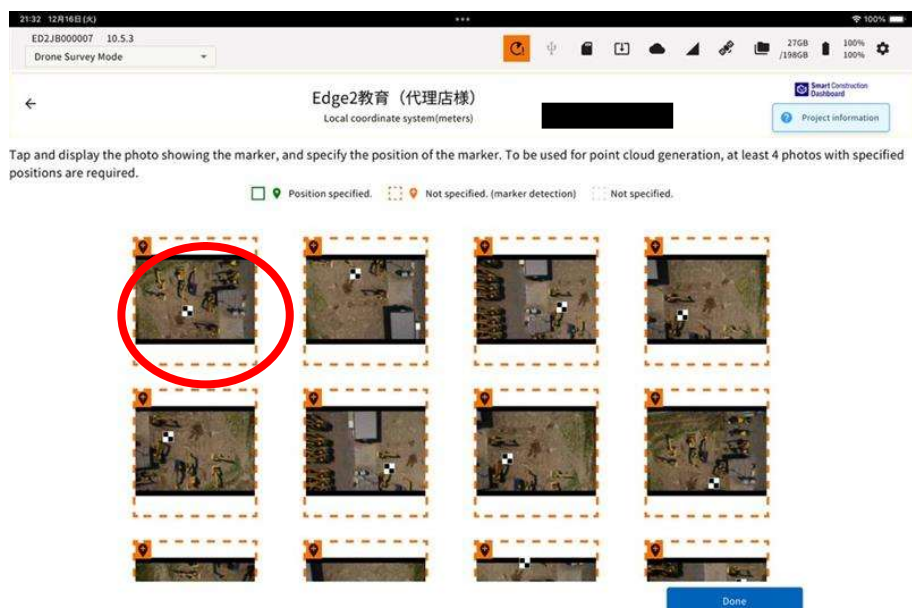 21:32 12月16日(火)
100%
ED2JB000007 10.5.3
Drone Survey Mode
27GB
/198GB
100%
100%
Edge2教育（代理店様）
Local coordinate system(meters)
Smart Construction
Dashboard
Project information
Tap and display the photo showing the marker, and specify the position of the marker. To be used for point cloud generation, at least 4 photos with specified
positions are required.
Position specified. Not specified. (marker detection) Not specified.
Done